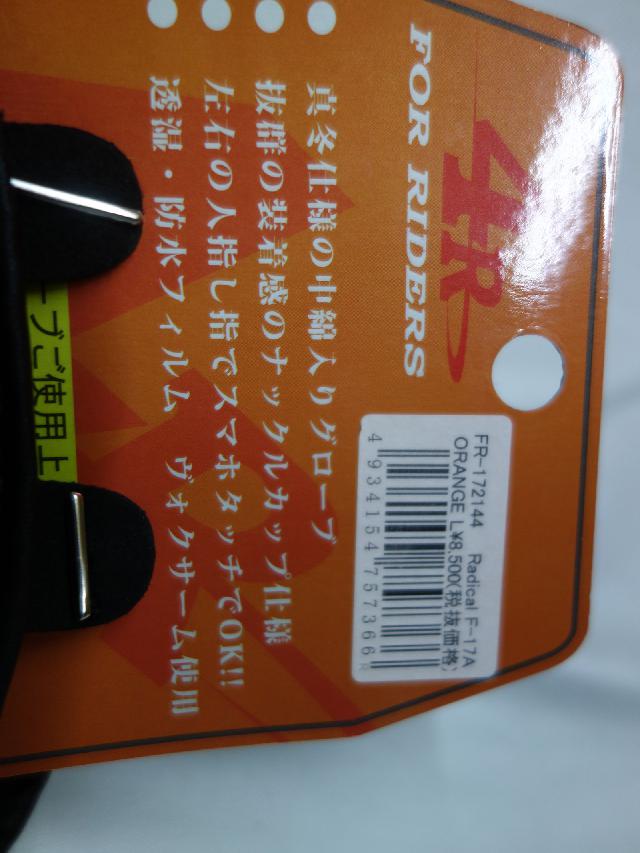 4R
FOR RIDERS
FR-172144 Radical F-17A
ORANGE L¥8,500(税抜価格)
4 934154 757366
真冬仕様の中綿入りグローブ
抜群の装着感のナックルカップ仕様
左右の人指し指でスマホタッチでOK!!
透湿・防水フィルム ヴォクサーム使用
ーブご使用上